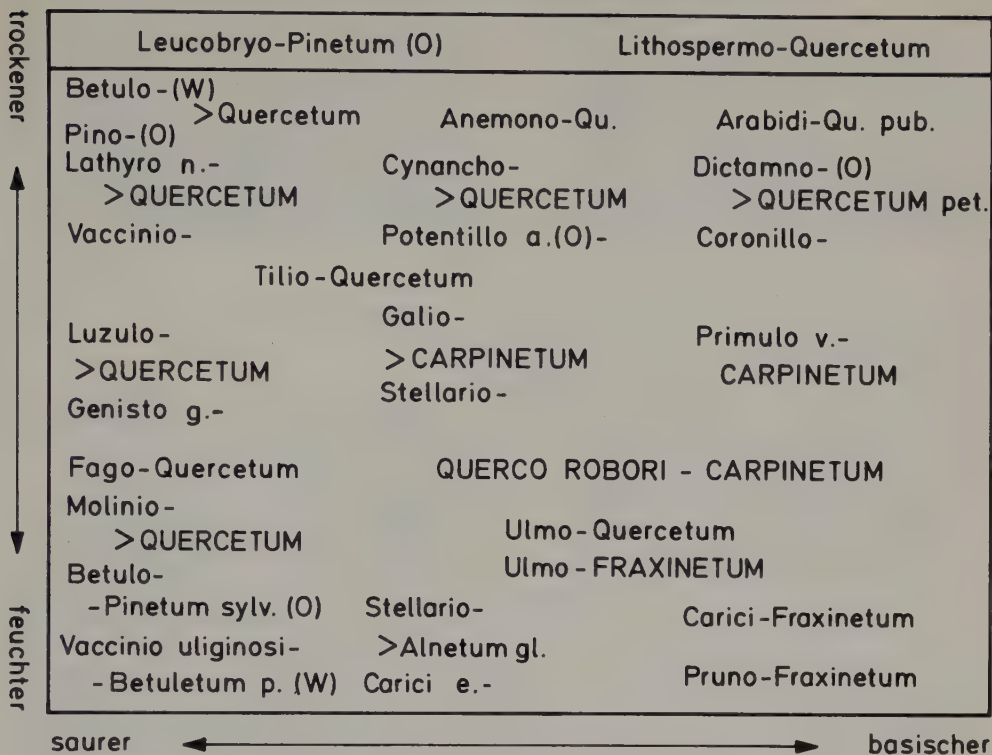 trockener
Leucobryo-Pinetum (O) Lithospermo-Quercetum
Betulo-(W)
>Quercetum Anemono-Qu. Arabidi-Qu. pub.
Pino-(O)
Lathyro n.- Cynancho- Dictamno-(O)
>QUERCETUM >QUERCETUM >QUERCETUM pet.
Vaccinio- Potentillo a.(O)- Coronillo-
Tilio-Quercetum
Galio-
Luzulo- Primulo v.-
>QUERCETUM >CARPINETUM CARPINETUM
Stellario-
Genisto g.-
Fago-Quercetum QUERCO ROBORI - CARPINETUM
Molinio-
>QUERCETUM Ulmo-Quercetum
Betulo- Ulmo-FRAXINETUM
-Pinetum sylv. (O) Stellario- Carici-Fraxinetum
Vaccinio uliginosi- >Alnetum gl.
-Betuletum p. (W) Carici e.- Pruno-Fraxinetum
feuchter
saurer basischer